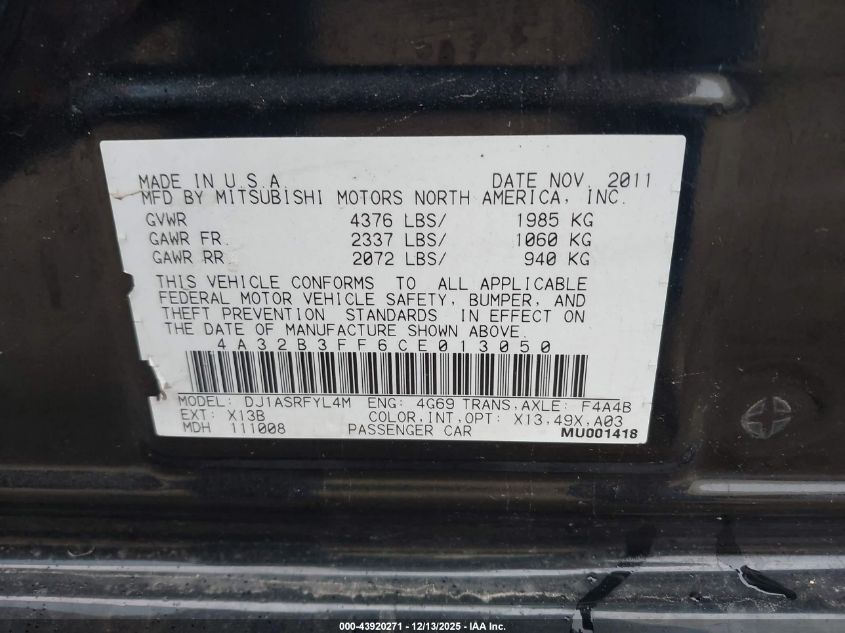 MADE IN U.S.A. DATE NOV. 2011
MFD BY MITSUBISHI MOTORS NORTH AMERICA, INC.
GVWR 4376 LBS/ 1985 KG
GAWR FR. 2337 LBS/ 1060 KG
GAWR RR. 2072 LBS/ 940 KG
THIS VEHICLE CONFORMS TO ALL APPLICABLE
FEDERAL MOTOR VEHICLE SAFETY, BUMPER, AND
THEFT PREVENTION STANDARDS IN EFFECT ON
THE DATE OF MANUFACTURE SHOWN ABOVE.
4A32B3FF6CE013050
MODEL: DJ1ASRFYL4M ENG: 4G69 TRANS,AXLE: F4A4B
EXT: X13B COLOR,INT,OPT: X13,49X,A03
MDH 111008 PASSENGER CAR MU001418
000-43920271 - 12/13/2025 - IAA Inc.